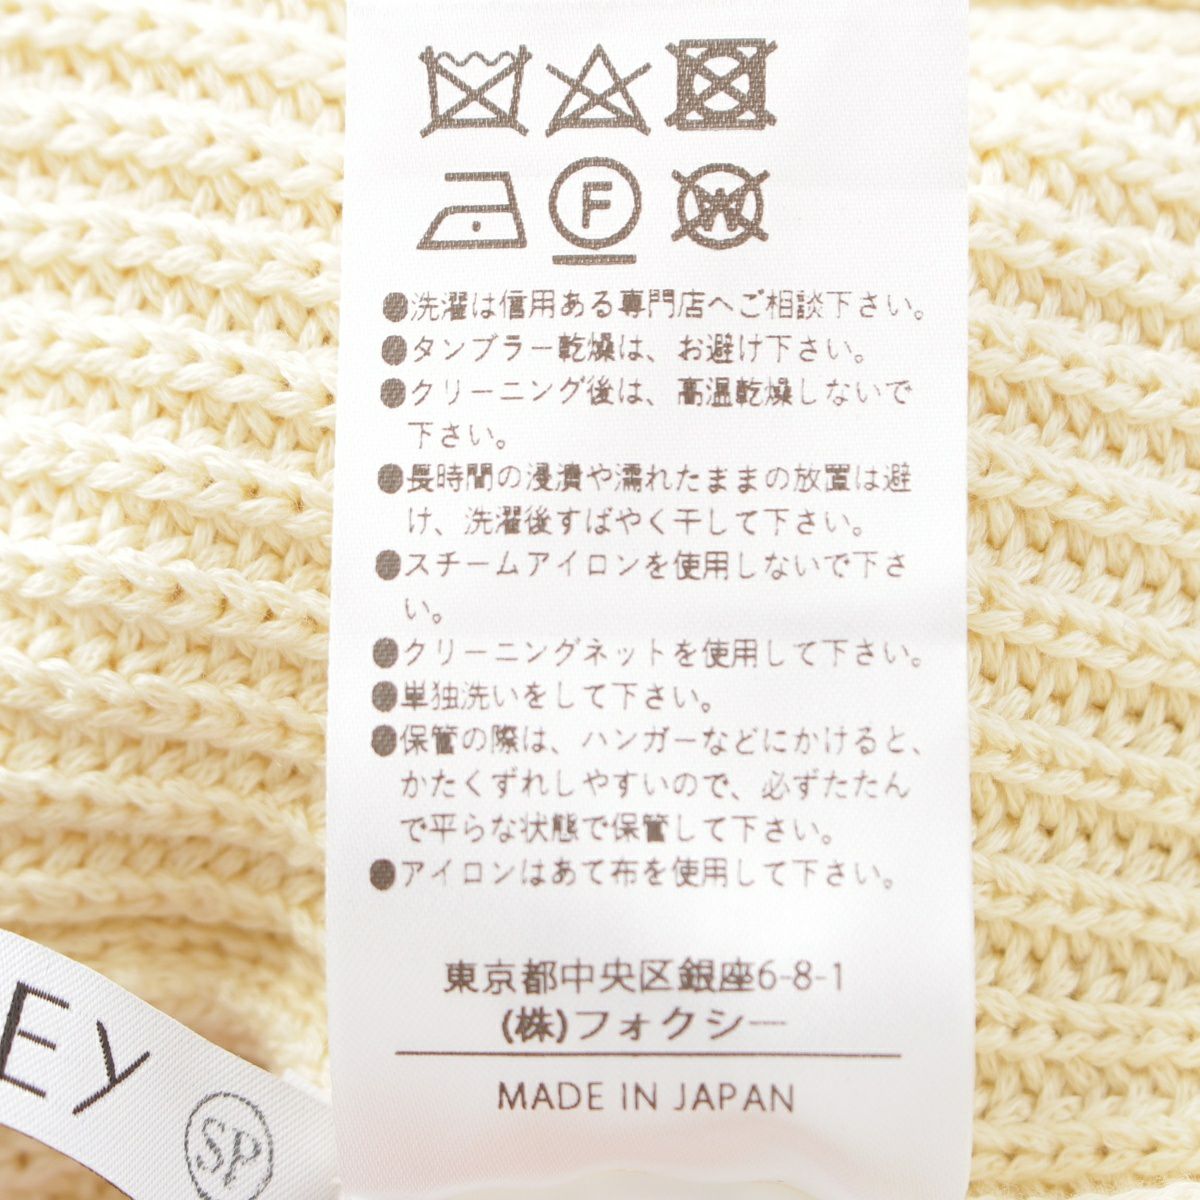 F
W
●洗濯は信用ある専門店へご相談下さい。
●タンブラー乾燥は、お避け下さい。
●クリーニング後は、高温乾燥しないで
下さい。
●長時間の浸漬や濡れたままの放置は避
け、洗濯後すばやく干して下さい。
●スチームアイロンを使用しないで下さ
い。
●クリーニングネットを使用して下さい。
●単独洗いをして下さい。
●保管の際は、ハンガーなどにかけると、
かたくずれしやすいので、必ずたたん
で平らな状態で保管して下さい。
●アイロンはあて布を使用して下さい。
東京都中央区銀座6-8-1
(株)フォクシー
MADE IN JAPAN
EY
SP